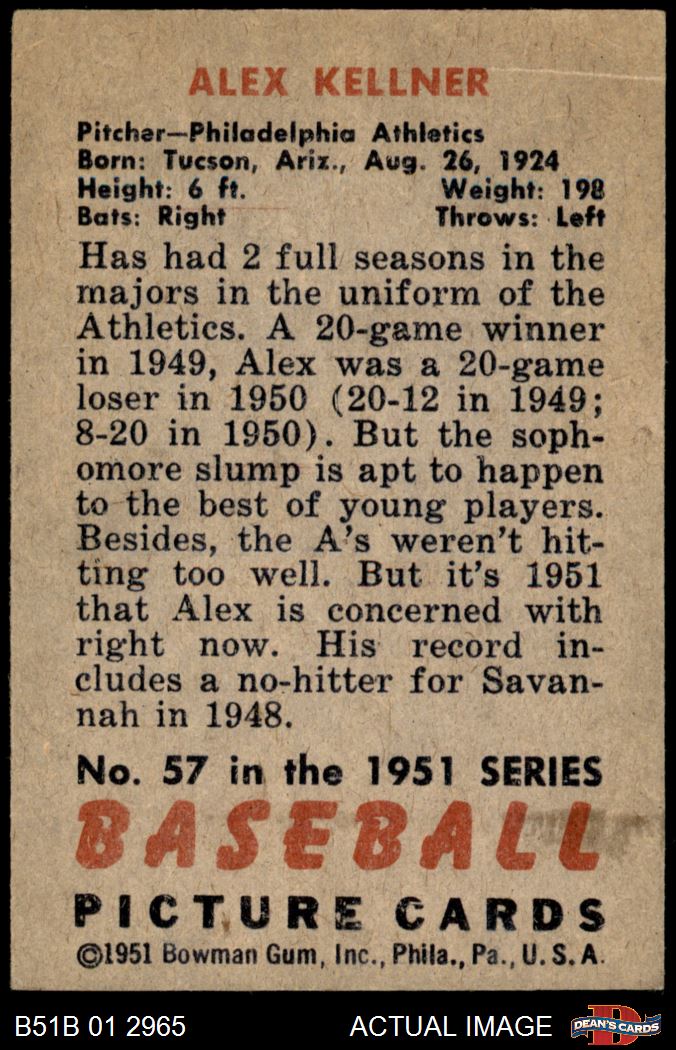 ALEX KELLNER
Pitcher—Philadelphia Athletics
Born: Tucson, Ariz., Aug. 26, 1924
Height: 6 ft. Weight: 198
Bats: Right Throws: Left
Has had 2 full seasons in the
majors in the uniform of the
Athletics. A 20-game winner
in 1949, Alex was a 20-game
loser in 1950 (20-12 in 1949;
8-20 in 1950). But the soph-
omore slump is apt to happen
to the best of young players.
Besides, the A's weren't hit-
ting too well. But it's 1951
that Alex is concerned with
right now. His record in-
cludes a no-hitter for Savan-
nah in 1948.
No. 57 in the 1951 SERIES
BASEBALL
PICTURE CARDS
©1951 Bowman Gum, Inc., Phila., Pa., U.S.A.
B51B 01 2965 ACTUAL IMAGE D DEAN'S CARDS